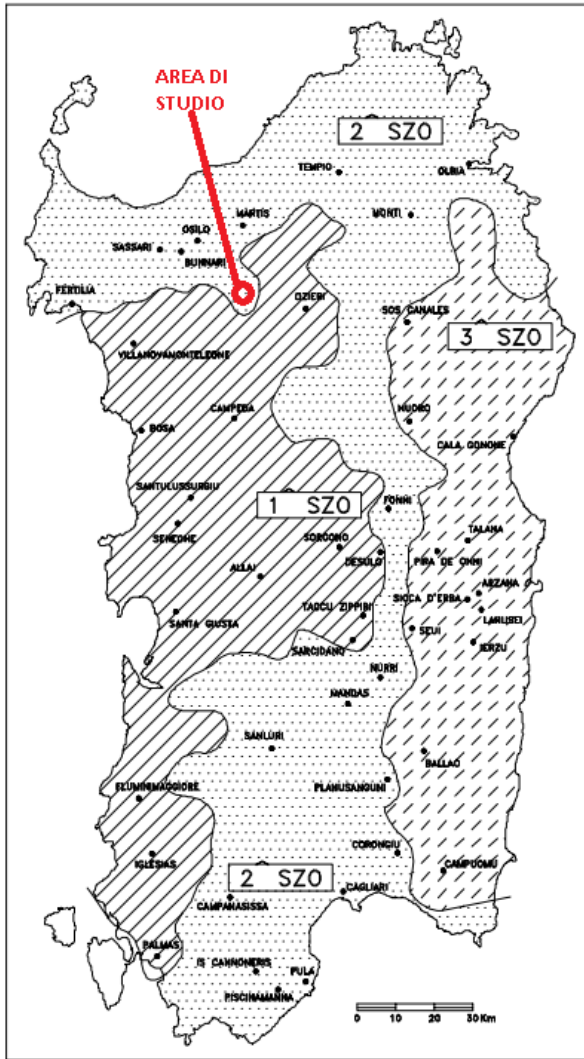 AREA DI
STUDIO
2 SZO
TEMPIO
OLBIA
MARTIS
MONTI
OSILO
SASSARI
BUNNARI
FERTILIA
OZIERI
SOS CANALES
3 SZO
VILLANOVAMONTELEONE
CAMPEDA
NUORO
BOSA
CALA GONONE
SANTULUSSURGIU
1 SZO
FONNI
SENEGHE
SORGONO
TALANA
DESULO
PIRA DE ONNI
ALLAI
ARZANA
SICCA D'ERBA
TACCU ZIPPIRI
LANUSEI
SANTA GIUSTA
SEUI
SARCIDANO
JERZU
NURRI
MANDAS
SANLURI
BALLAO
PLANUSANGUNI
FLUMINIMAGGIORE
CORONGIU
IGLESIAS
CAMPUOMU
2 SZO
CAGLIARI
CAMPANASISSA
PALMAS
IS CANNONERIS
PULA
PISCINAMANNA
0 10 20 30 Km